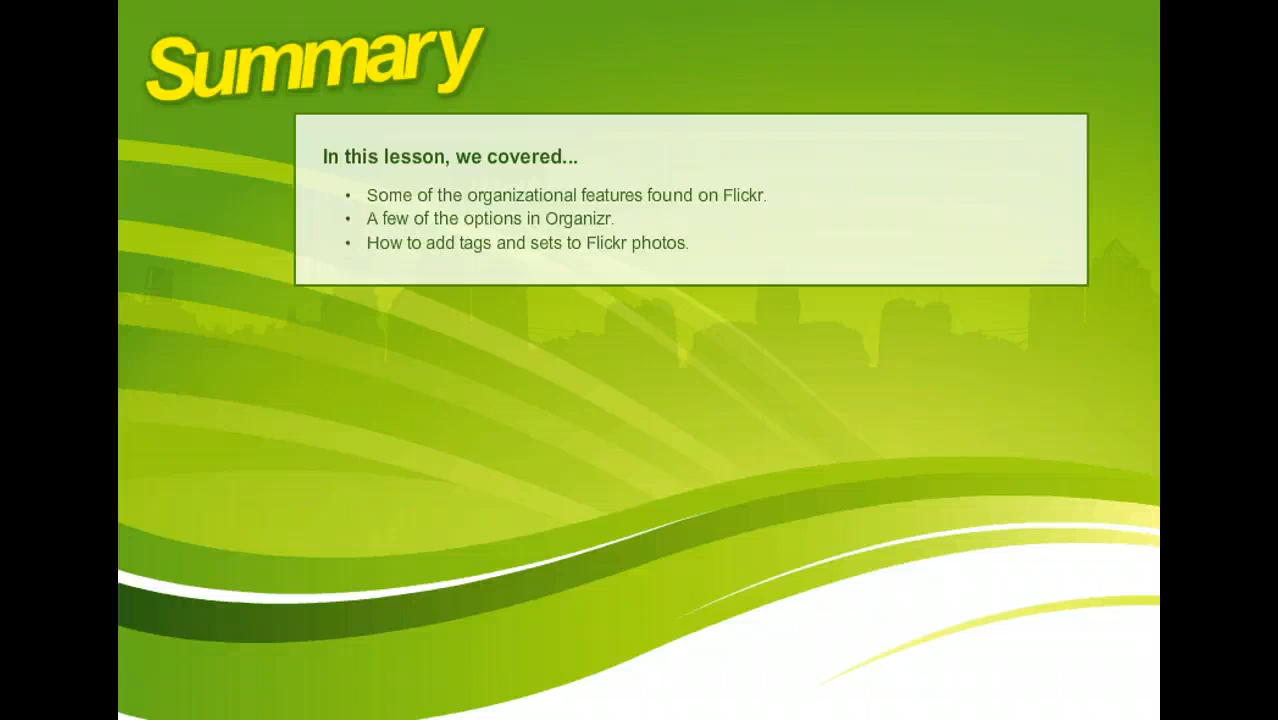 Summary
In this lesson, we covered...
• Some of the organizational features found on Flickr.
• A few of the options in Organizr.
• How to add tags and sets to Flickr photos.